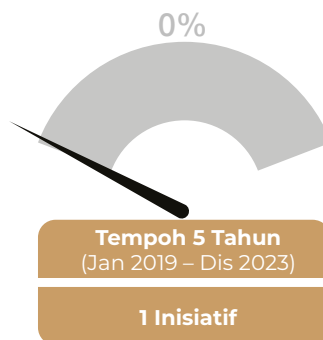 0%
Tempoh 5 Tahun
(Jan 2019 – Dis 2023)
1 Inisiatif